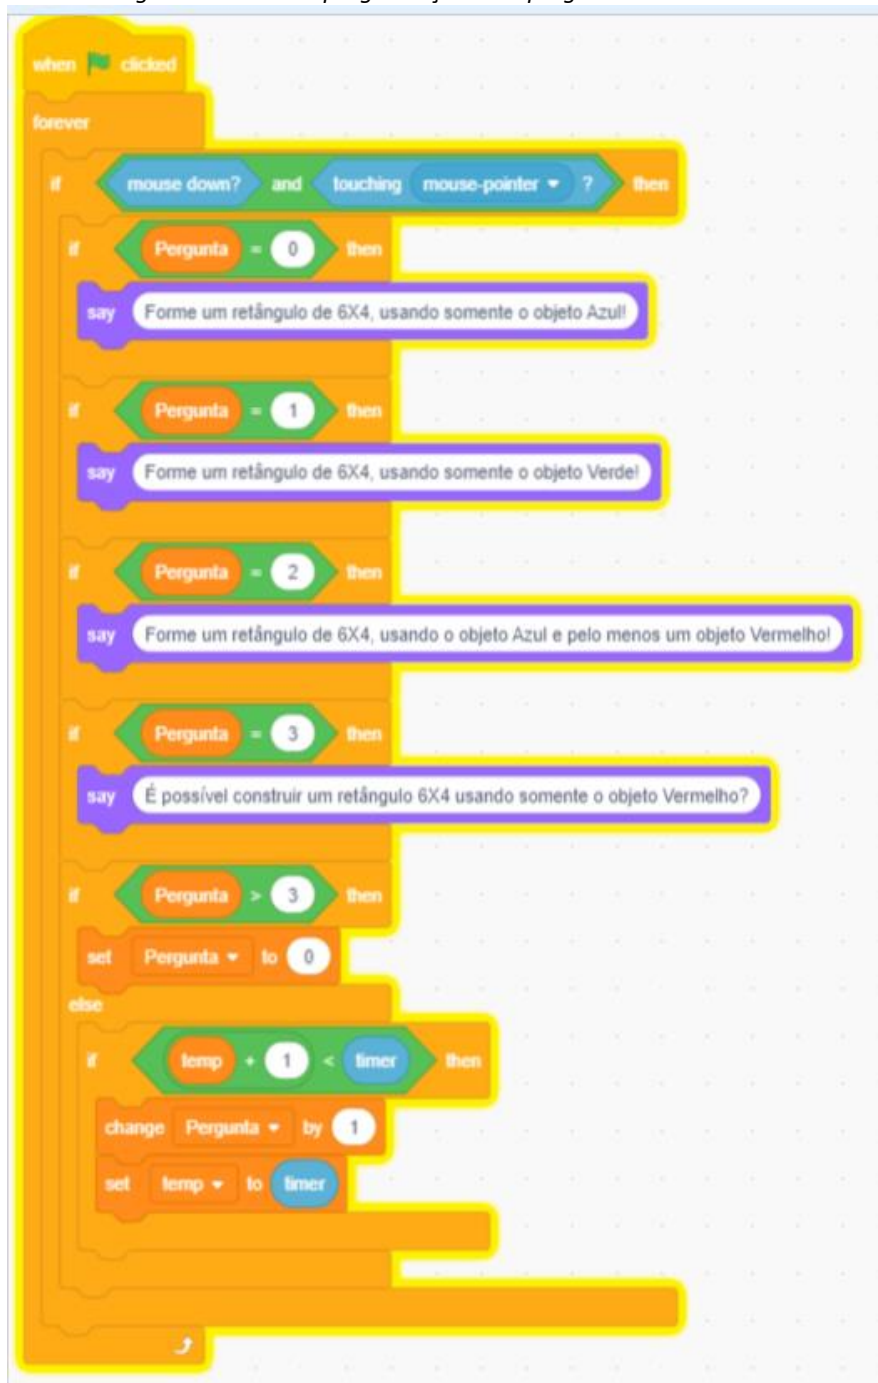 when clicked
forever
if mouse down? and touching mouse-pointer ? then
if Pergunta = 0 then
say Forme um retângulo de 6X4, usando somente o objeto Azul!
if Pergunta = 1 then
say Forme um retângulo de 6X4, usando somente o objeto Verde!
if Pergunta = 2 then
say Forme um retângulo de 6X4, usando o objeto Azul e pelo menos um objeto Vermelho!
if Pergunta = 3 then
say É possível construir um retângulo 6X4 usando somente o objeto Vermelho?
if Pergunta > 3 then
set Pergunta to 0
else
if temp + 1 < timer then
change Pergunta by 1
set temp to timer